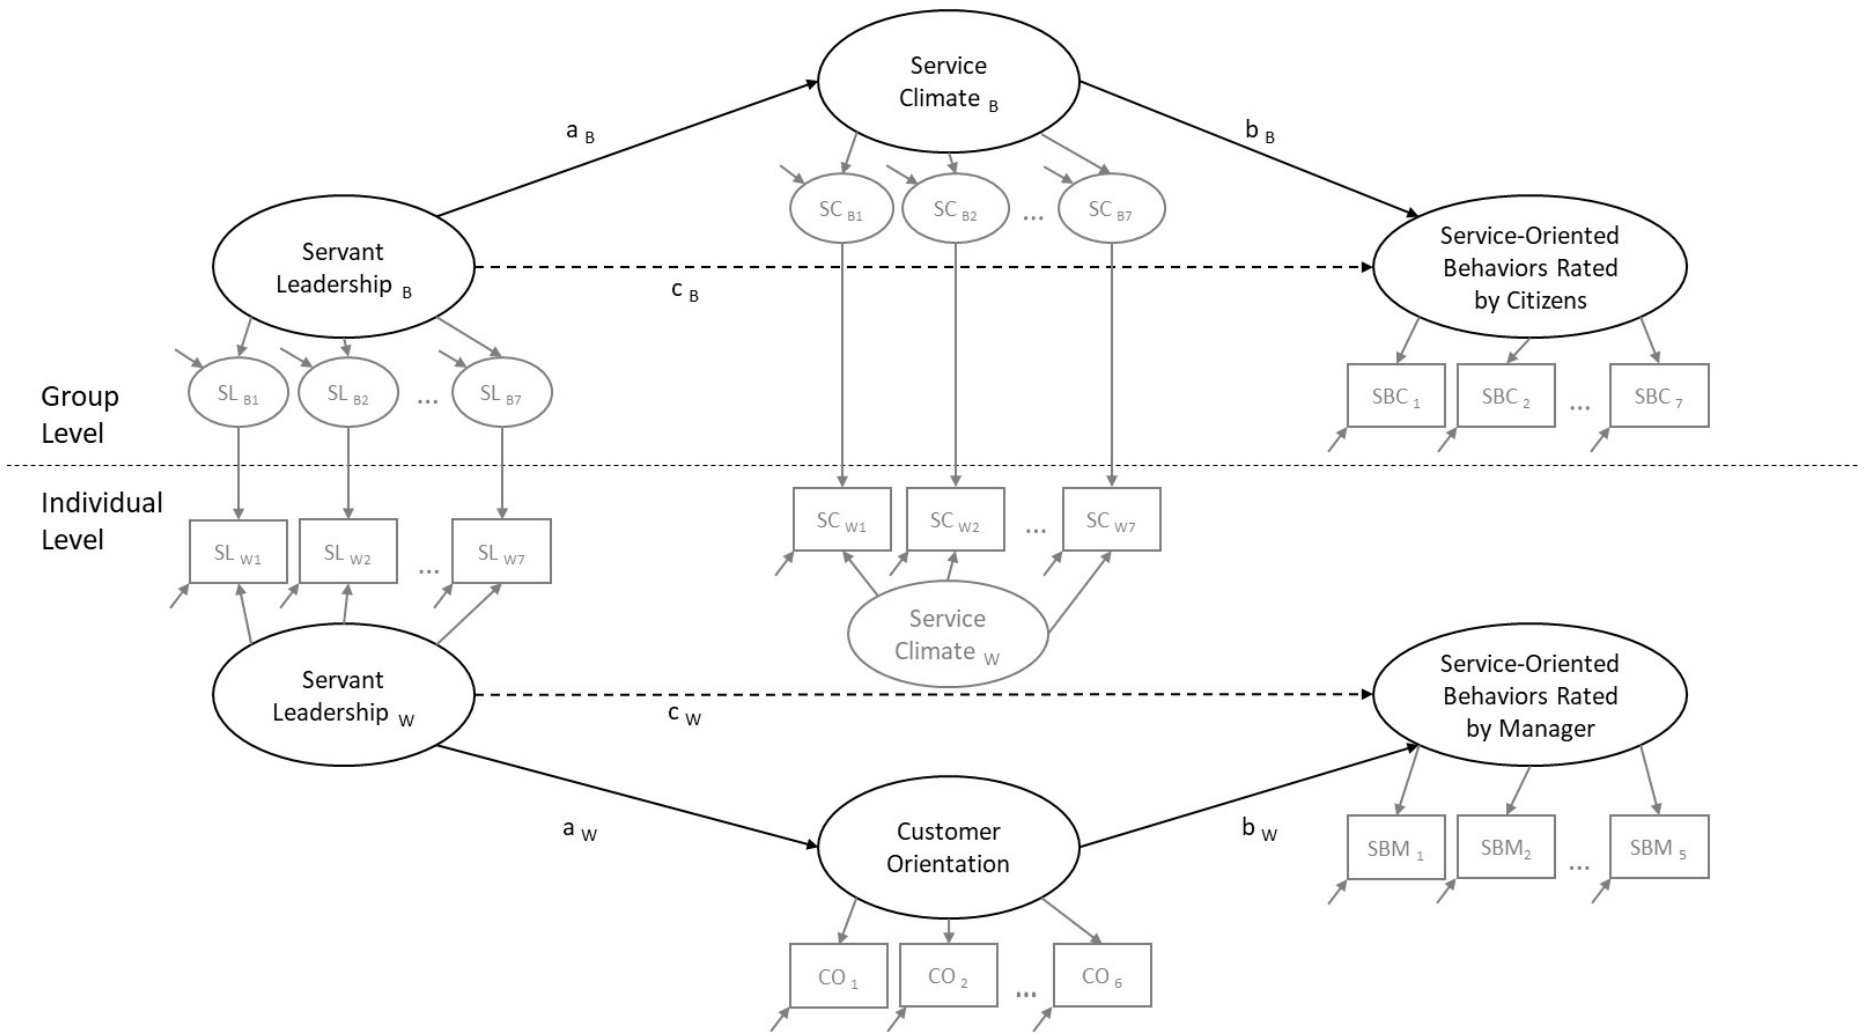 Service
Climate B
a B
b B
Servant
Leadership B
SC B1
SC B2
...
SC B7
Service-Oriented
Behaviors Rated
by Citizens
c B
SL B1
SL B2
...
SL B7
SBC 1
SBC 2
...
SBC 7
Group
Level
Individual
Level
SL W1
SL W2
...
SL W7
SC W1
SC W2
...
SC W7
Service
Climate W
Servant
Leadership W
Service-Oriented
Behaviors Rated
by Manager
c W
a W
b W
Customer
Orientation
SBM 1
SBM2
...
SBM 5
CO 1
CO 2
...
CO 6